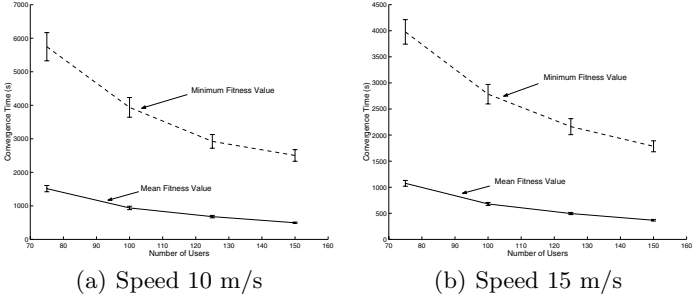 7000
6000
5000
4000
3000
2000
1000
0
Convergence Time (s)
Minimum Fitness Value
Mean Fitness Value
70 80 90 100 110 120 130 140 150 160
Number of Users
(a) Speed 10 m/s
4500
4000
3500
3000
2500
2000
1500
1000
500
0
Convergence Time (s)
Minimum Fitness Value
Mean Fitness Value
70 80 90 100 110 120 130 140 150 160
Number of Users
(b) Speed 15 m/s